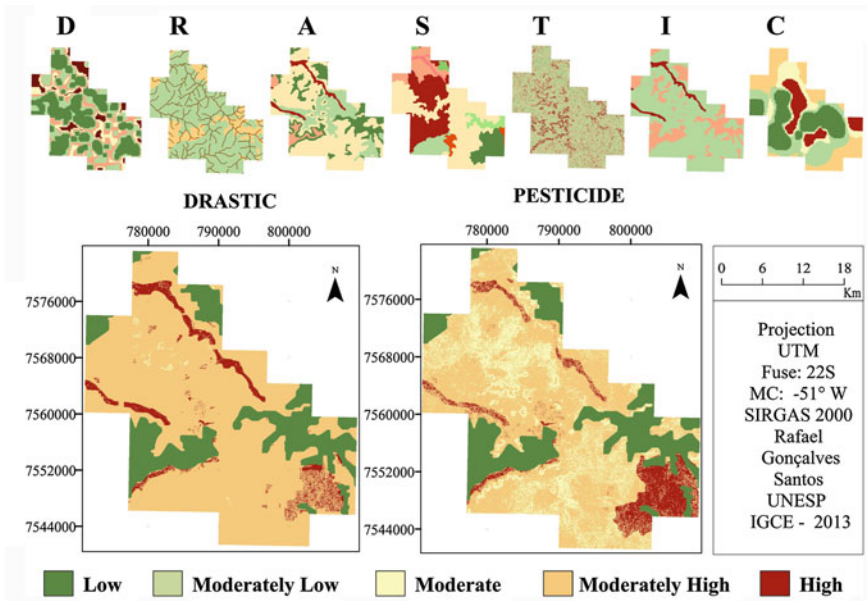 D R A S T I C
DRASTIC PESTICIDE
780000 790000 800000
780000 790000 800000
N
N
7576000
7568000
7560000
7552000
7544000
7576000
7568000
7560000
7552000
7544000
0 6 12 18
Km
Projection
UTM
Fuse: 22S
MC: -51° W
SIRGAS 2000
Rafael
Gonçalves
Santos
UNESP
IGCE - 2013
Low Moderately Low Moderate Moderately High High